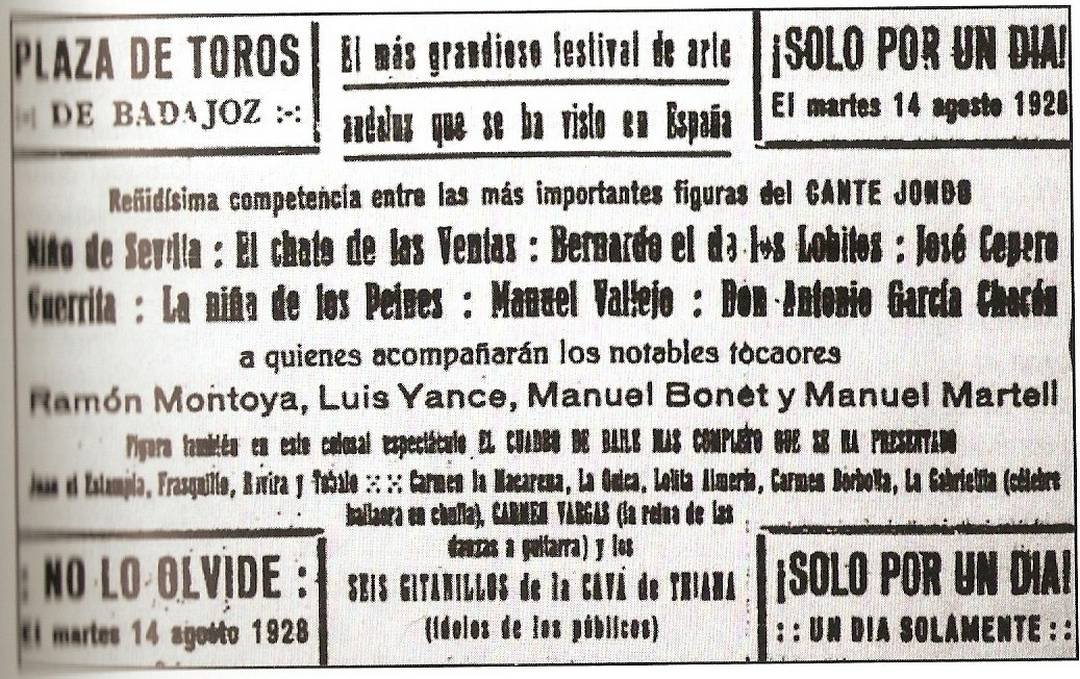 PLAZA DE TOROS
DE BADAJOZ :-:
El más grandioso festival de arte
andaluz que se ha visto en España
¡SOLO POR UN DIA!
El martes 14 agosto 1928
Reñidísima competencia entre las más importantes figuras del CANTE JONDO
Niño de Sevilla : El chato de las Ventas : Bernardo el de los Lobitos : José Cepero
Guerrita : La niña de los Peines : Manuel Vallejo : Don Antonio García Chacón
a quienes acompañarán los notables tocaores
Ramón Montoya, Luis Yance, Manuel Bonet y Manuel Martell
Figura también en este colosal espectáculo EL CUADRO DE BAILE MAS COMPLETO QUE SE HA PRESENTADO
Juan el Estampia, Frasquillo, Rivira y Carmen la Macarena, La Quica, Lolita Almería, Carmen Borbolla, La Gabrielita (célebre
bailaora en chufla), CARMEN VARGAS (la reina de las
danzas a guitarra) y los
SEIS GITANILLOS de la CAVA de TRIANA
(ídolos de los públicos)
: NO LO OLVIDE :
El martes 14 agosto 1928
¡SOLO POR UN DIA!
: : UN DIA SOLAMENTE : :